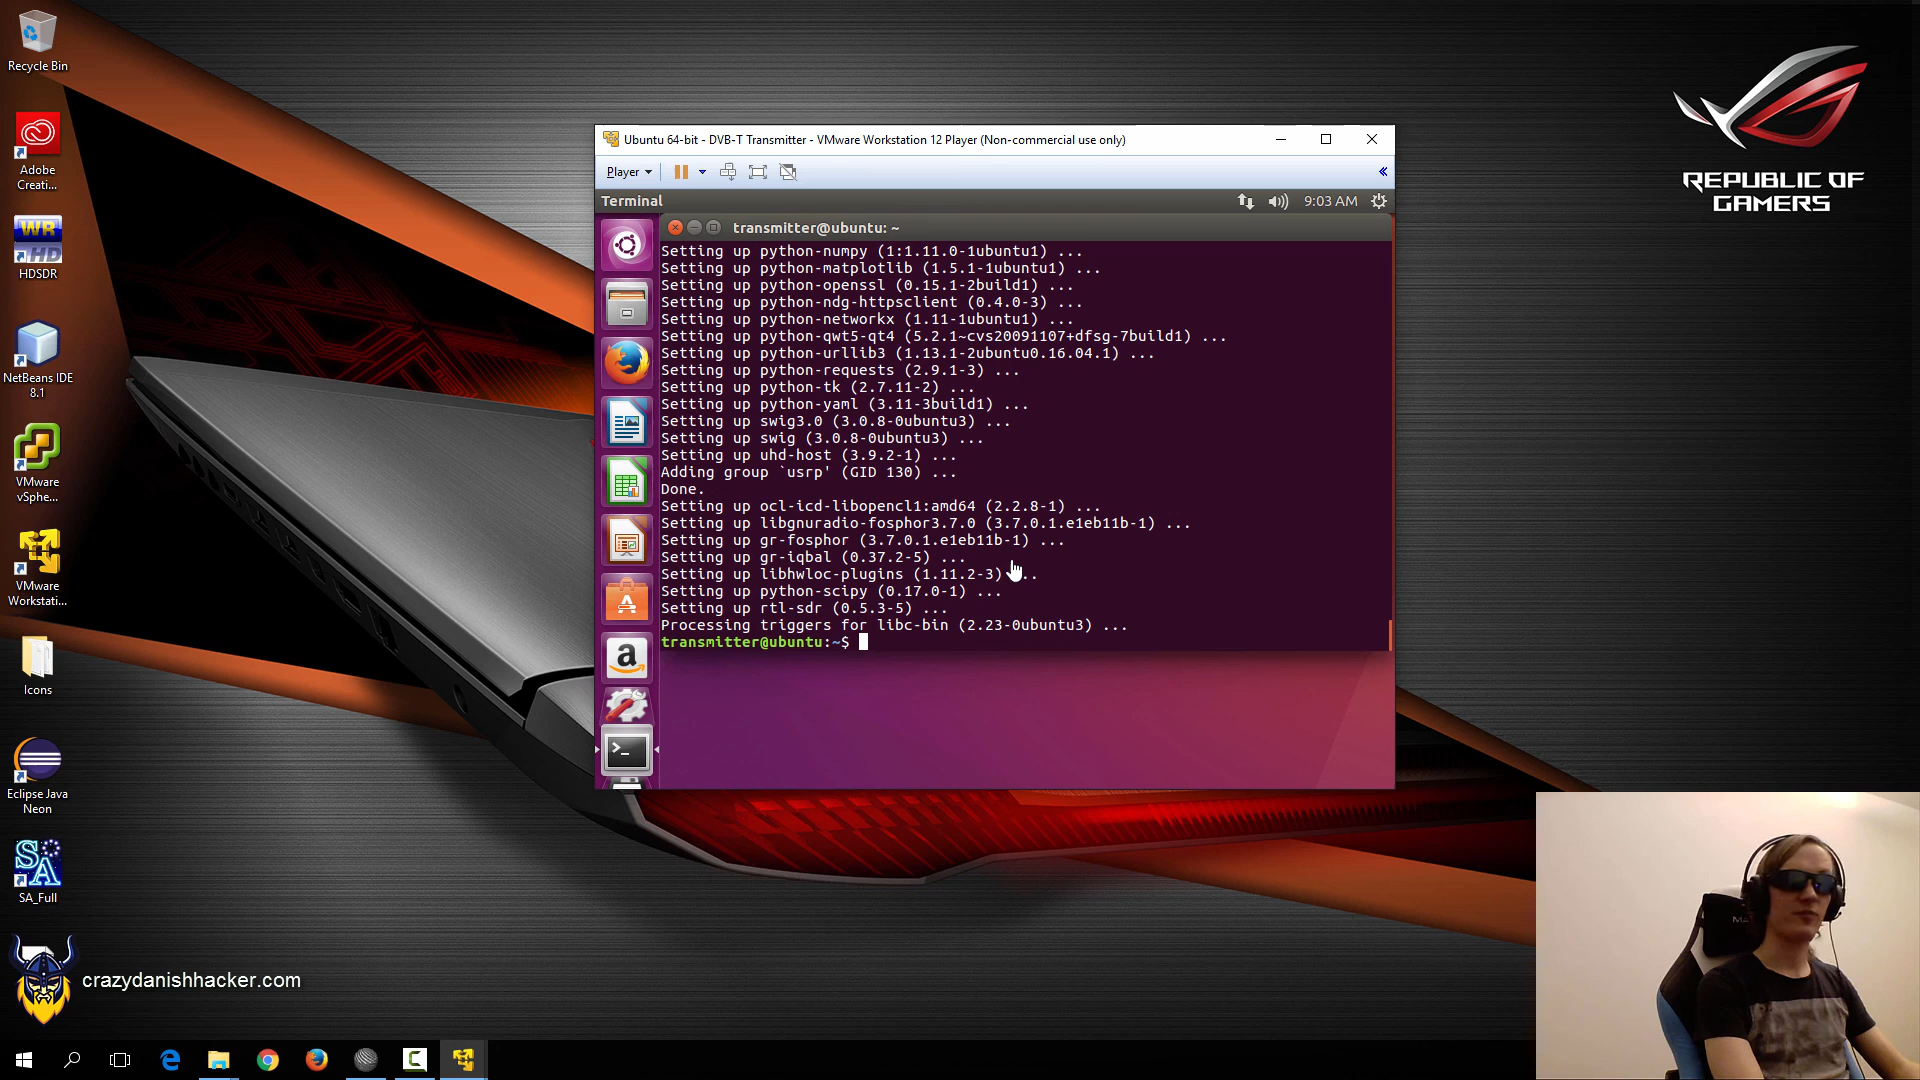 Recycle Bin
Adobe
Creati...
WR
HD
HDSDR
NetBeans IDE
8.1
VMware
vSphe...
VMware
Workstati...
Icons
Eclipse Java
Neon
SA
SA_Full
crazydanishhacker.com
REPUBLIC OF
GAMERS
Ubuntu 64-bit - DVB-T Transmitter - VMware Workstation 12 Player (Non-commercial use only)
Player
Terminal
9:03 AM
transmitter@ubuntu: ~
Setting up python-numpy (1:1.11.0-1ubuntu1) ...
Setting up python-matplotlib (1.5.1-1ubuntu1) ...
Setting up python-openssl (0.15.1-2build1) ...
Setting up python-ndg-httpsclient (0.4.0-3) ...
Setting up python-networkx (1.11-1ubuntu1) ...
Setting up python-qwt5-qt4 (5.2.1~cvs20091107+dfsg-7build1) ...
Setting up python-urllib3 (1.13.1-2ubuntu0.16.04.1) ...
Setting up python-requests (2.9.1-3) ...
Setting up python-tk (2.7.11-2) ...
Setting up python-yaml (3.11-3build1) ...
Setting up swig3.0 (3.0.8-0ubuntu3) ...
Setting up swig (3.0.8-0ubuntu3) ...
Setting up uhd-host (3.9.2-1) ...
Adding group `usrp' (GID 130) ...
Done.
Setting up ocl-icd-libopencl1:amd64 (2.2.8-1) ...
Setting up libgnuradio-fosphor3.7.0 (3.7.0.1.e1eb11b-1) ...
Setting up gr-fosphor (3.7.0.1.e1eb11b-1) ...
Setting up gr-iqbal (0.37.2-5) ...
Setting up libhwloc-plugins (1.11.2-3) ...
Setting up python-scipy (0.17.0-1) ...
Setting up rtl-sdr (0.5.3-5) ...
Processing triggers for libc-bin (2.23-0ubuntu3) ...
transmitter@ubuntu:~$